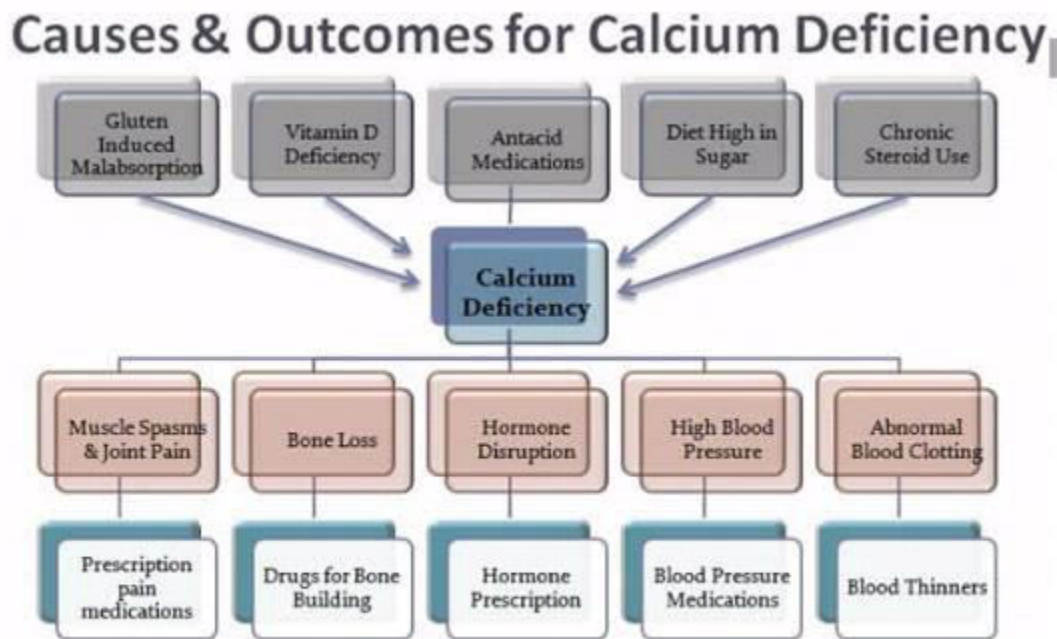 Causes & Outcomes for Calcium Deficiency
Gluten
Induced
Malabsorption
Vitamin D
Deficiency
Antacid
Medications
Diet High in
Sugar
Chronic
Steroid Use
Calcium
Deficiency
Muscle Spasms
& Joint Pain
Bone Loss
Hormone
Disruption
High Blood
Pressure
Abnormal
Blood Clotting
Prescription
pain
medications
Drugs for Bone
Building
Hormone
Prescription
Blood Pressure
Medications
Blood Thinners